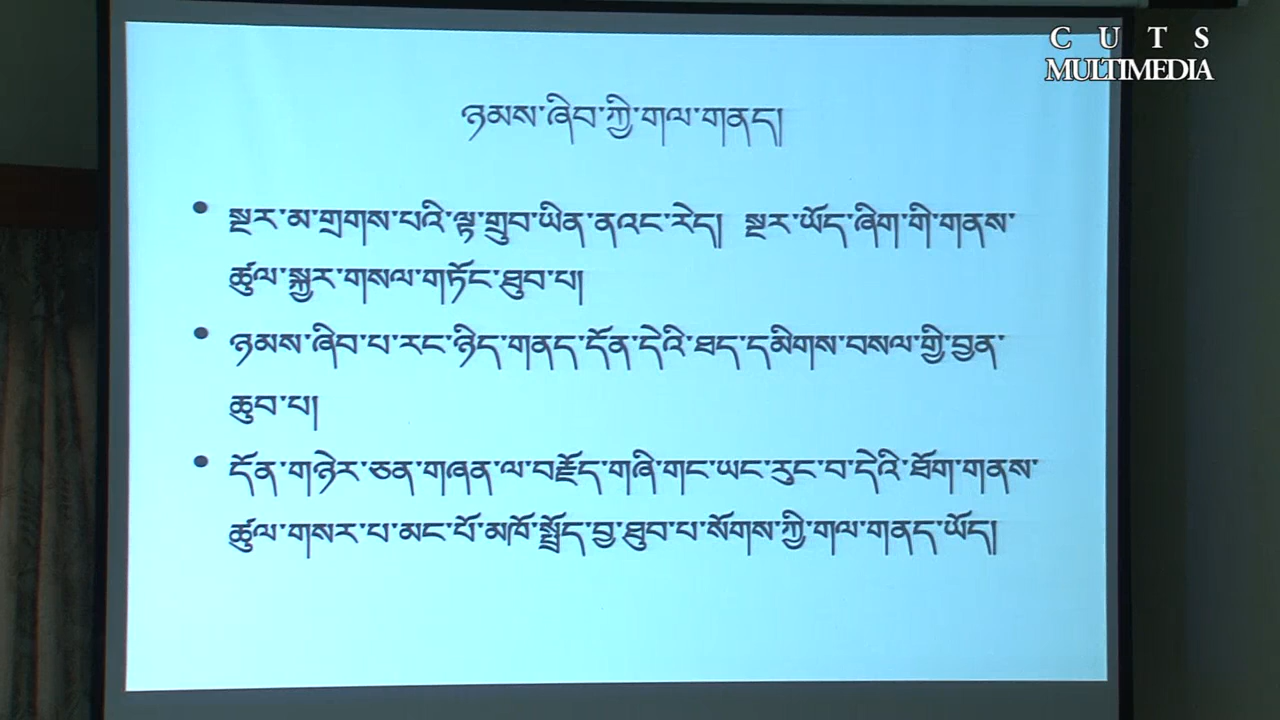 C U T S
MULTIMEDIA
ཉམས་ཞིབ་ཀྱི་གལ་གནད།
• སྔར་མ་གྲགས་པའི་ལྟ་གྲུབ་ཡིན་ནའང་རེད། སྔར་ཡོད་ཞིག་གི་གནས་
ཚུལ་སྐྱར་གསལ་གཏོང་ཐུབ་པ།
• ཉམས་ཞིབ་པ་རང་ཉིད་གནད་དོན་དེའི་ཐད་དམིགས་བསལ་གྱི་བྱན་
ཆུབ་པ།
• དོན་གཉེར་ཅན་གཞན་ལ་བརྗོད་གཞི་གང་ཡང་རུང་བ་དེའི་ཐོག་གནས་
ཚུལ་གསར་པ་མང་པོ་མཁོ་སྤྲོད་བྱ་ཐུབ་པ་སོགས་ཀྱི་གལ་གནད་ཡོད།